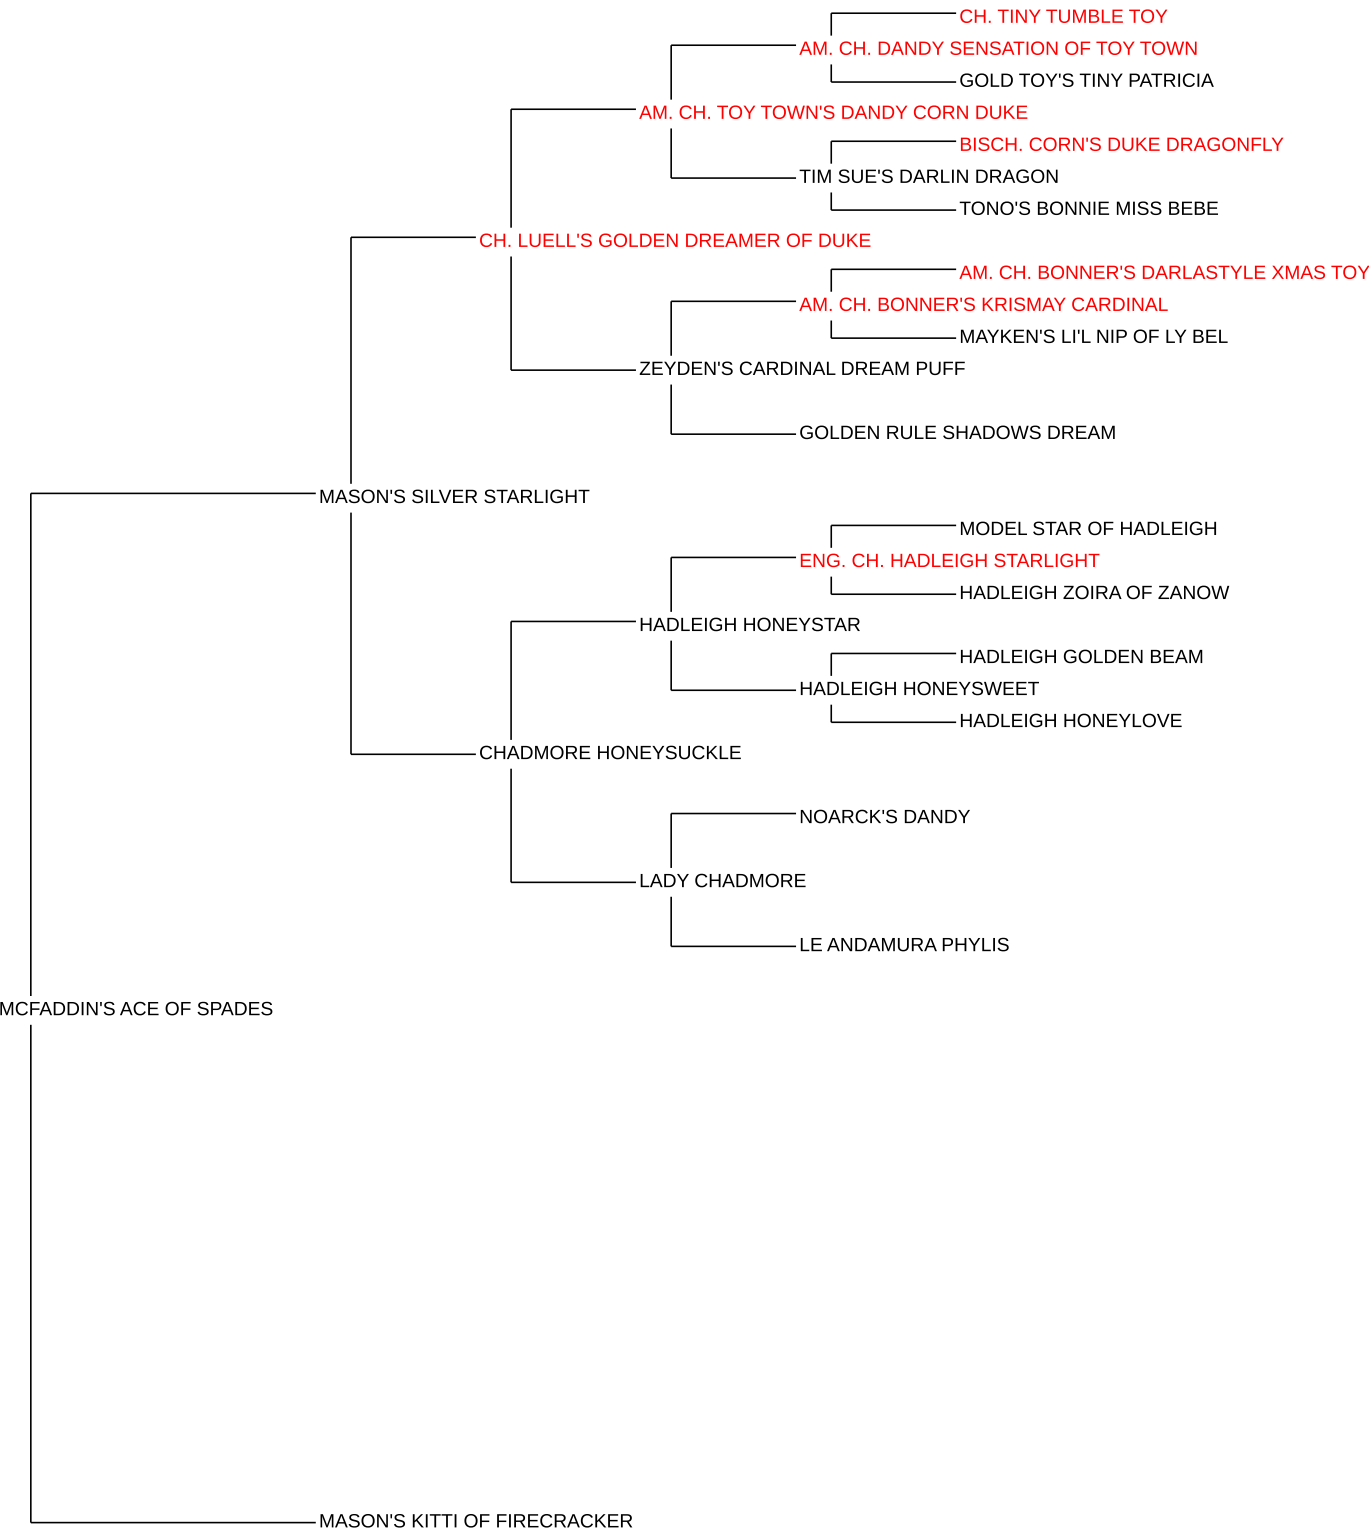 CH. TINY TUMBLE TOY
AM. CH. DANDY SENSATION OF TOY TOWN
GOLD TOY'S TINY PATRICIA
AM. CH. TOY TOWN'S DANDY CORN DUKE
BISCH. CORN'S DUKE DRAGONFLY
TIM SUE'S DARLIN DRAGON
TONO'S BONNIE MISS BEBE
CH. LUELL'S GOLDEN DREAMER OF DUKE
AM. CH. BONNER'S DARLASTYLE XMAS TOY
AM. CH. BONNER'S KRISMAY CARDINAL
MAYKEN'S LI'L NIP OF LY BEL
ZEYDEN'S CARDINAL DREAM PUFF
GOLDEN RULE SHADOWS DREAM
MASON'S SILVER STARLIGHT
MODEL STAR OF HADLEIGH
ENG. CH. HADLEIGH STARLIGHT
HADLEIGH ZOIRA OF ZANOW
HADLEIGH HONEYSTAR
HADLEIGH GOLDEN BEAM
HADLEIGH HONEYSWEET
HADLEIGH HONEYLOVE
CHADMORE HONEYSUCKLE
NOARCK'S DANDY
LADY CHADMORE
LE ANDAMURA PHYLIS
MCFADDIN'S ACE OF SPADES
MASON'S KITTI OF FIRECRACKER